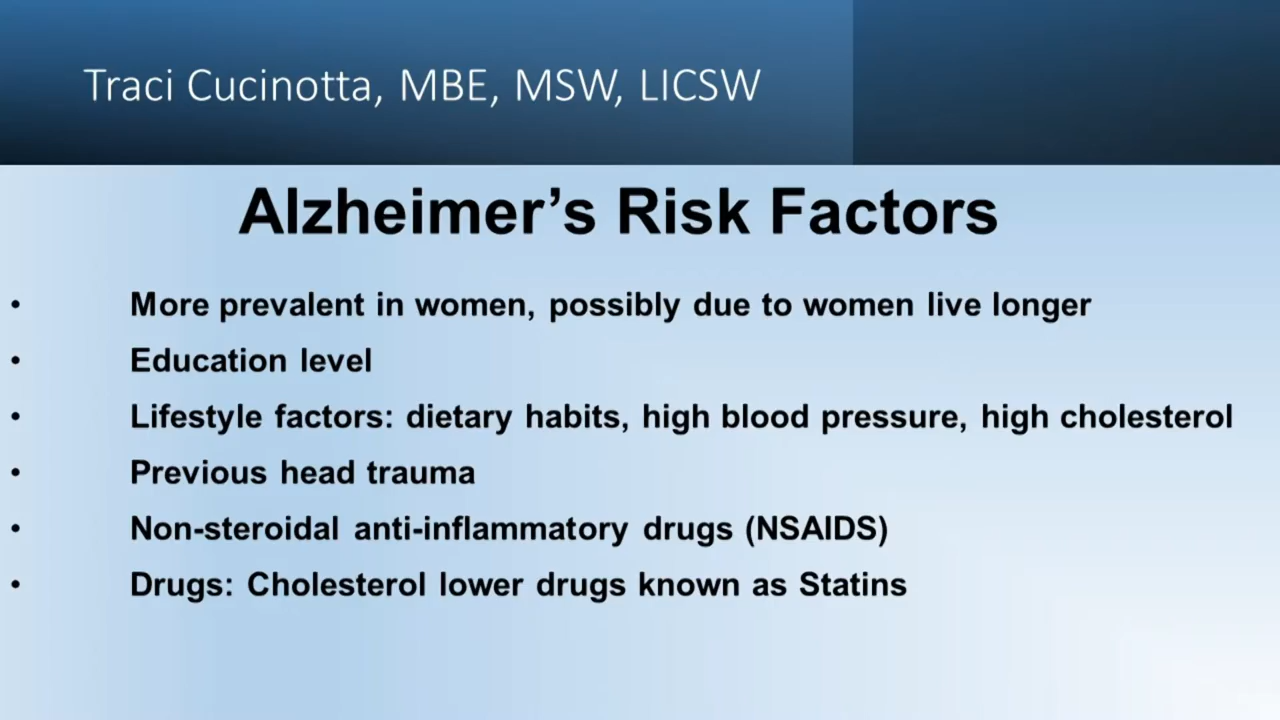 Traci Cucinotta, MBE, MSW, LICSW
Alzheimer’s Risk Factors
• More prevalent in women, possibly due to women live longer
• Education level
• Lifestyle factors: dietary habits, high blood pressure, high cholesterol
• Previous head trauma
• Non-steroidal anti-inflammatory drugs (NSAIDS)
• Drugs: Cholesterol lower drugs known as Statins